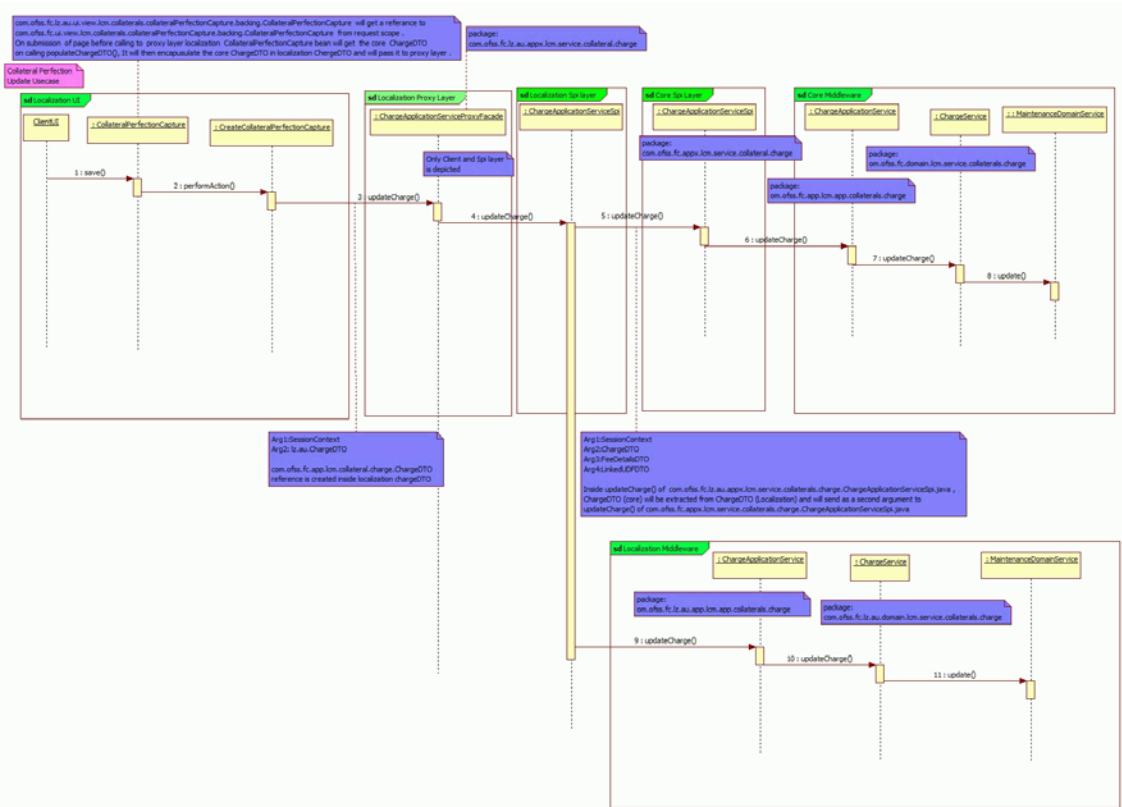 com.ofss.fc.lz.au.ui.view.lcm.collaterals.collateralPerfectionCapture.backing.CollateralPerfectionCapture will get a referance to
com.ofss.fc.ui.view.lcm.collaterals.collateralPerfectionCapture.backing.CreateCollateralPerfectionCapture from request scope .
On submission of page before calling to proxy layer localization CollateralPerfectionCapture bean will get the core ChargeDTO
on calling populateChargeDTO(), It will then encapusulate the core ChargeDTO in localization ChergeDTO and will pass it to proxy layer .
package:
com.ofss.fc.lz.au.appx.lcm.service.collateral.charge
Collateral Perfection
Update Usecase
sd Localization UI
sd Localization Proxy Layer
sd Localization Spi layer
sd Core Spi Layer
sd Core Middleware
ClientUI
: CollateralPerfectionCapture
: CreateCollateralPerfectionCapture
: ChargeApplicationServiceProxyFacade
: ChargeApplicationServiceSpi
: ChargeApplicationServiceSpi
: ChargeApplicationService
: ChargeService
: : MaintenanceDomainService
Only Client and Spi layer
is depicted
package:
com.ofss.fc.appx.lcm.service.collateral.charge
package:
om.ofss.fc.domain.lcm.service.collaterals.charge
package:
om.ofss.fc.app.lcm.app.collaterals.charge
1 : save()
2 : performAction()
3 : updateCharge()
4 : updateCharge()
5 : updateCharge()
6 : updateCharge()
7 : updateCharge()
8 : update()
Arg1:SessionContext
Arg2: lz.au.ChargeDTO
com.ofss.fc.app.lcm.collateral.charge.ChargeDTO
reference is created inside localization chargeDTO
Arg1:SessionContext
Arg2:ChargeDTO
Arg3:FeeDetailsDTO
Arg4:LinkedUDFDTO
Inside updateCharge() of com.ofss.fc.lz.au.appx.lcm.service.collaterals.charge.ChargeApplicationServiceSpi.java ,
ChargeDTO (core) will be extracted from ChargeDTO (Localization) and will send as a second argument to
updateCharge() of com.ofss.fc.appx.lcm.service.collaterals.charge.ChargeApplicationServiceSpi.java
sd Localization Middleware
: ChargeApplicationService
: ChargeService
: MaintenanceDomainService
package:
om.ofss.fc.lz.au.app.lcm.app.collaterals.charge
package:
com.ofss.fc.lz.au.domain.lcm.service.collaterals.charge
9 : updateCharge()
10 : updateCharge()
11 : update()